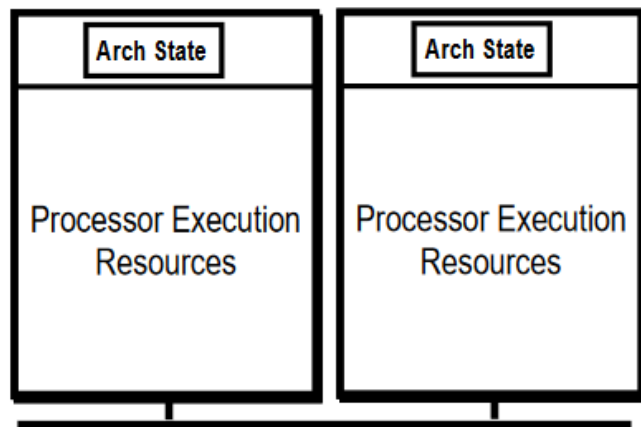 Arch State
Processor Execution
Resources
Arch State
Processor Execution
Resources